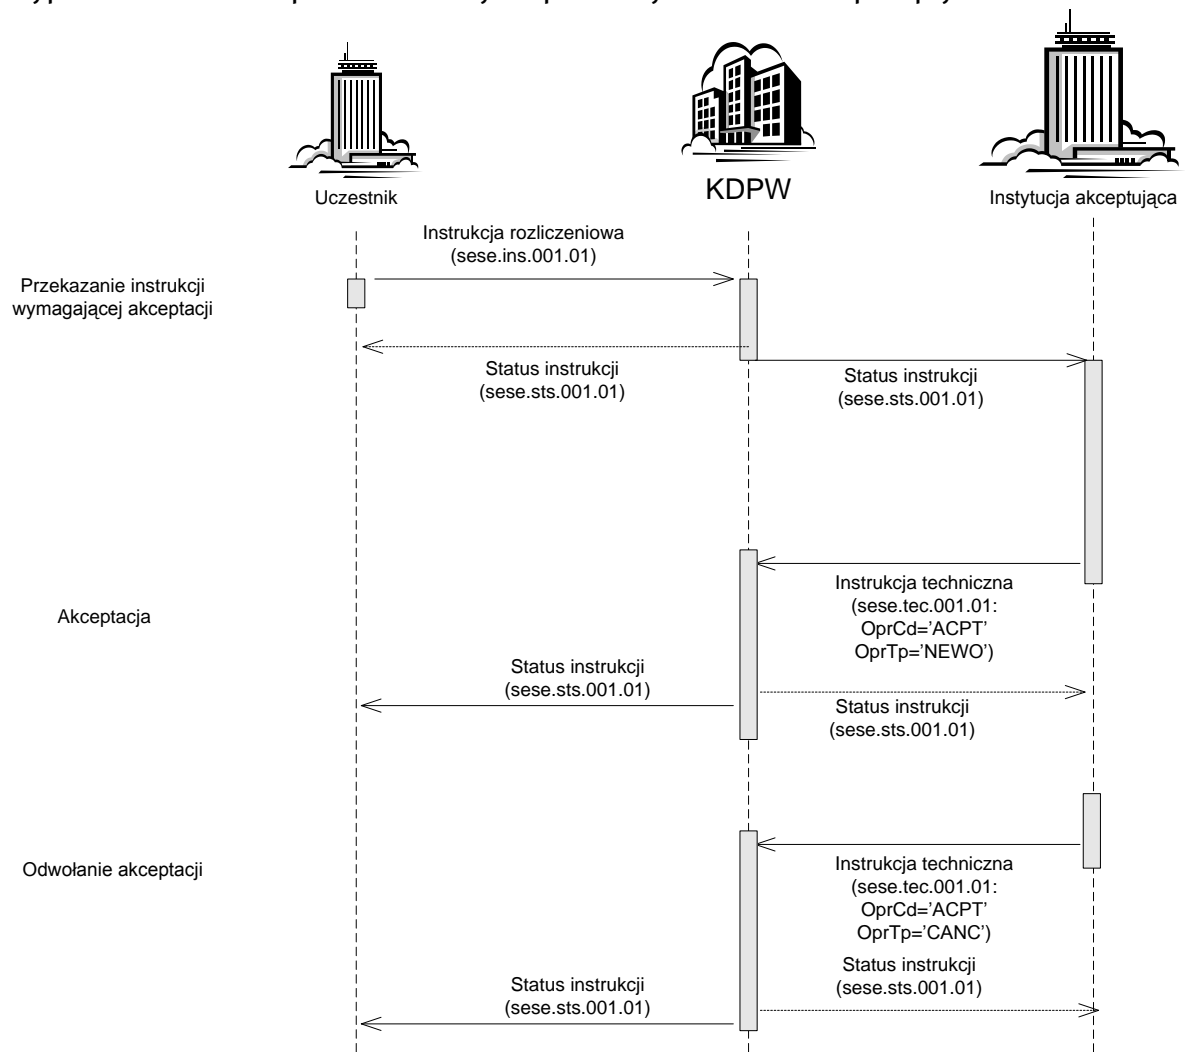 Uczestnik
KDPW
Instytucja akceptująca
Instrukcja rozliczeniowa
(sese.ins.001.01)
Przekazanie instrukcji
wymagającej akceptacji
Status instrukcji
(sese.sts.001.01)
Status instrukcji
(sese.sts.001.01)
Instrukcja techniczna
(sese.tec.001.01:
OprCd=’ACPT’
OprTp=’NEWO’)
Akceptacja
Status instrukcji
(sese.sts.001.01)
Status instrukcji
(sese.sts.001.01)
Odwołanie akceptacji
Instrukcja techniczna
(sese.tec.001.01:
OprCd=’ACPT’
OprTp=’CANC’)
Status instrukcji
(sese.sts.001.01)
Status instrukcji
(sese.sts.001.01)